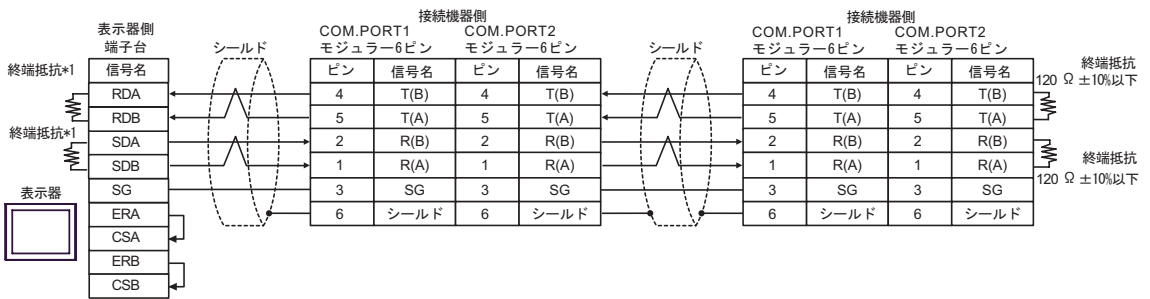 接続機器側
接続機器側
表示器側
端子台
シールド
COM.PORT1
モジュラー6ピン
COM.PORT2
モジュラー6ピン
シールド
COM.PORT1
モジュラー6ピン
COM.PORT2
モジュラー6ピン
終端抵抗
120 Ω ±10%以下
終端抵抗*1
信号名 ピン 信号名 ピン 信号名 ピン 信号名 ピン 信号名
RDA 4 T(B) 4 T(B) 4 T(B) 4 T(B)
RDB 5 T(A) 5 T(A) 5 T(A) 5 T(A)
終端抵抗*1
SDA 2 R(B) 2 R(B) 2 R(B) 2 R(B)
SDB 1 R(A) 1 R(A) 1 R(A) 1 R(A)
終端抵抗
120 Ω ±10%以下
表示器
SG 3 SG 3 SG 3 SG 3 SG
ERA 6 シールド 6 シールド 6 シールド 6 シールド
CSA
ERB
CSB